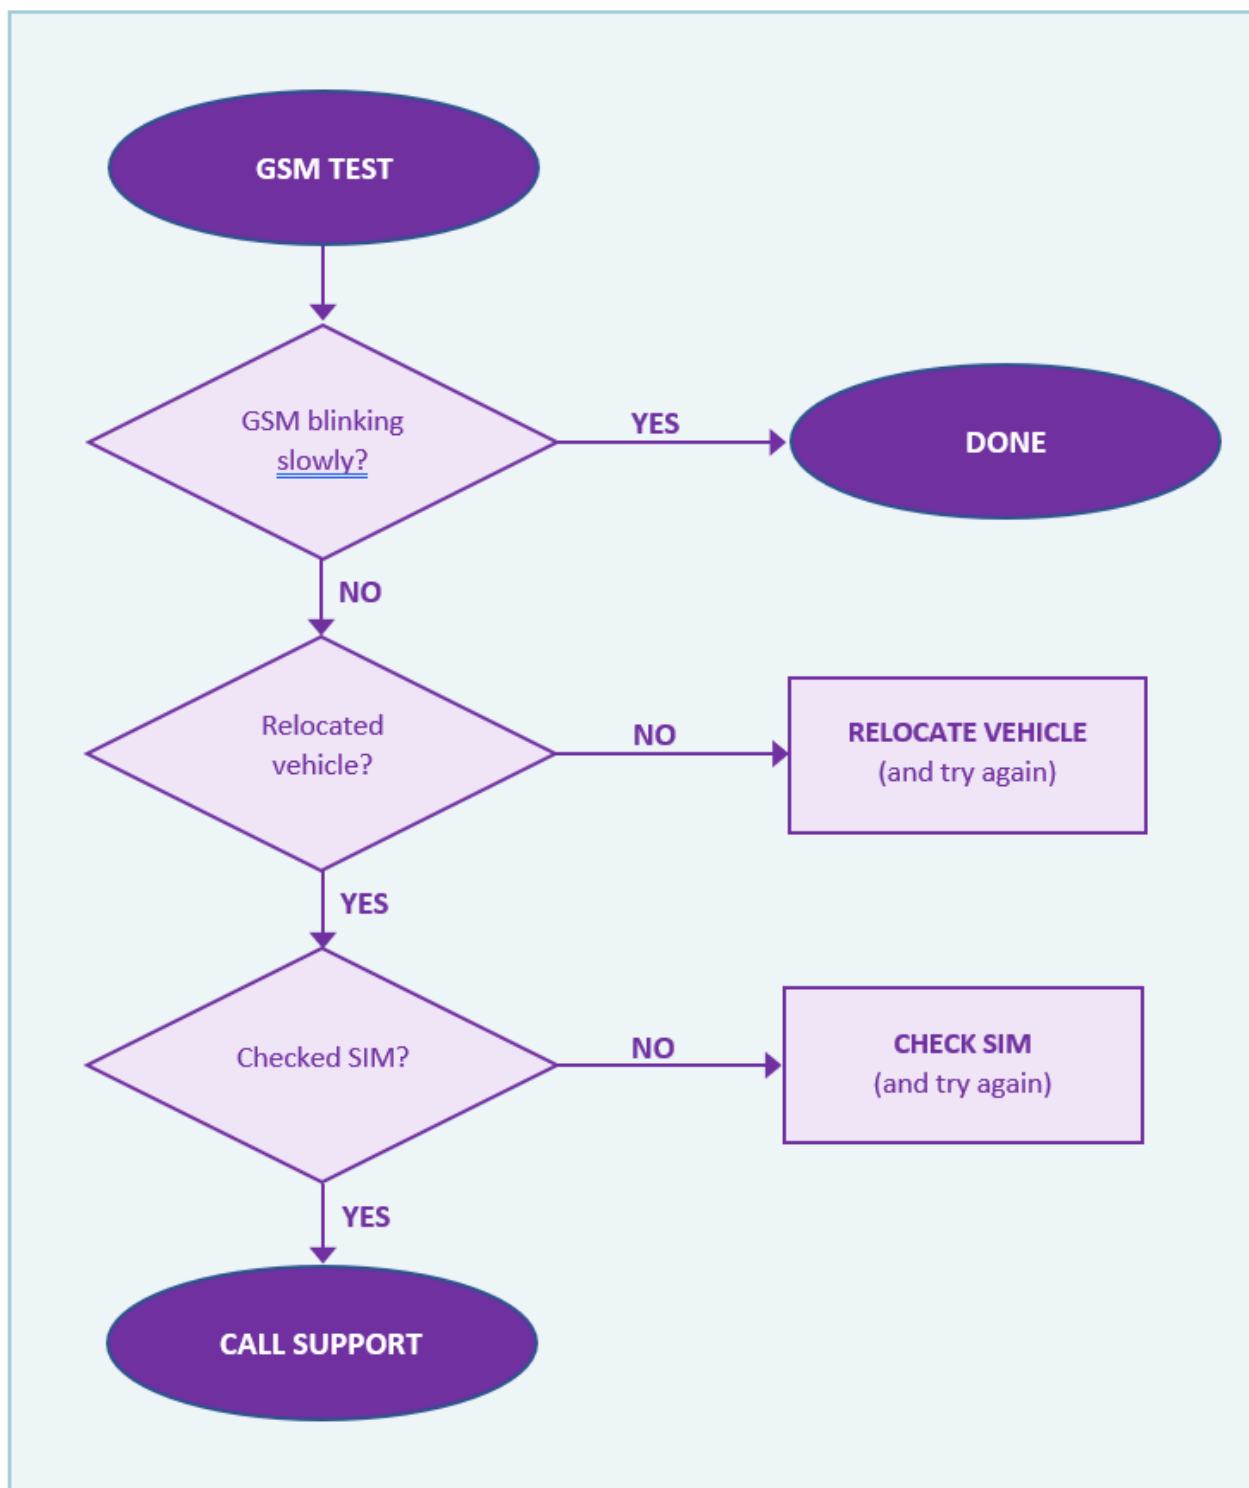 GSM TEST
GSM blinking
slowly?
YES
DONE
NO
Relocated
vehicle?
NO
RELOCATE VEHICLE
(and try again)
YES
Checked SIM?
NO
CHECK SIM
(and try again)
YES
CALL SUPPORT